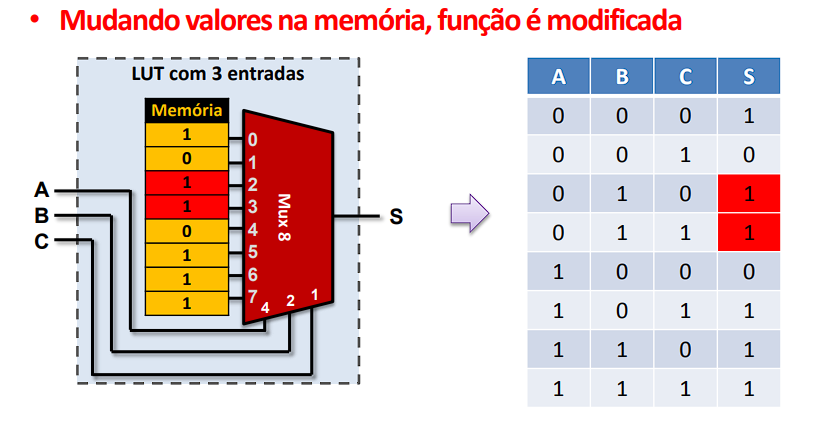 • Mudando valores na memória, função é modificada
LUT com 3 entradas
Memória
1
0
1
1
0
1
1
1
0
1
2
3
4
5
6
7
Mux 8
4 2 1
A
B
C
S
A B C S
0 0 0 1
0 0 1 0
0 1 0 1
0 1 1 1
1 0 0 0
1 0 1 1
1 1 0 1
1 1 1 1